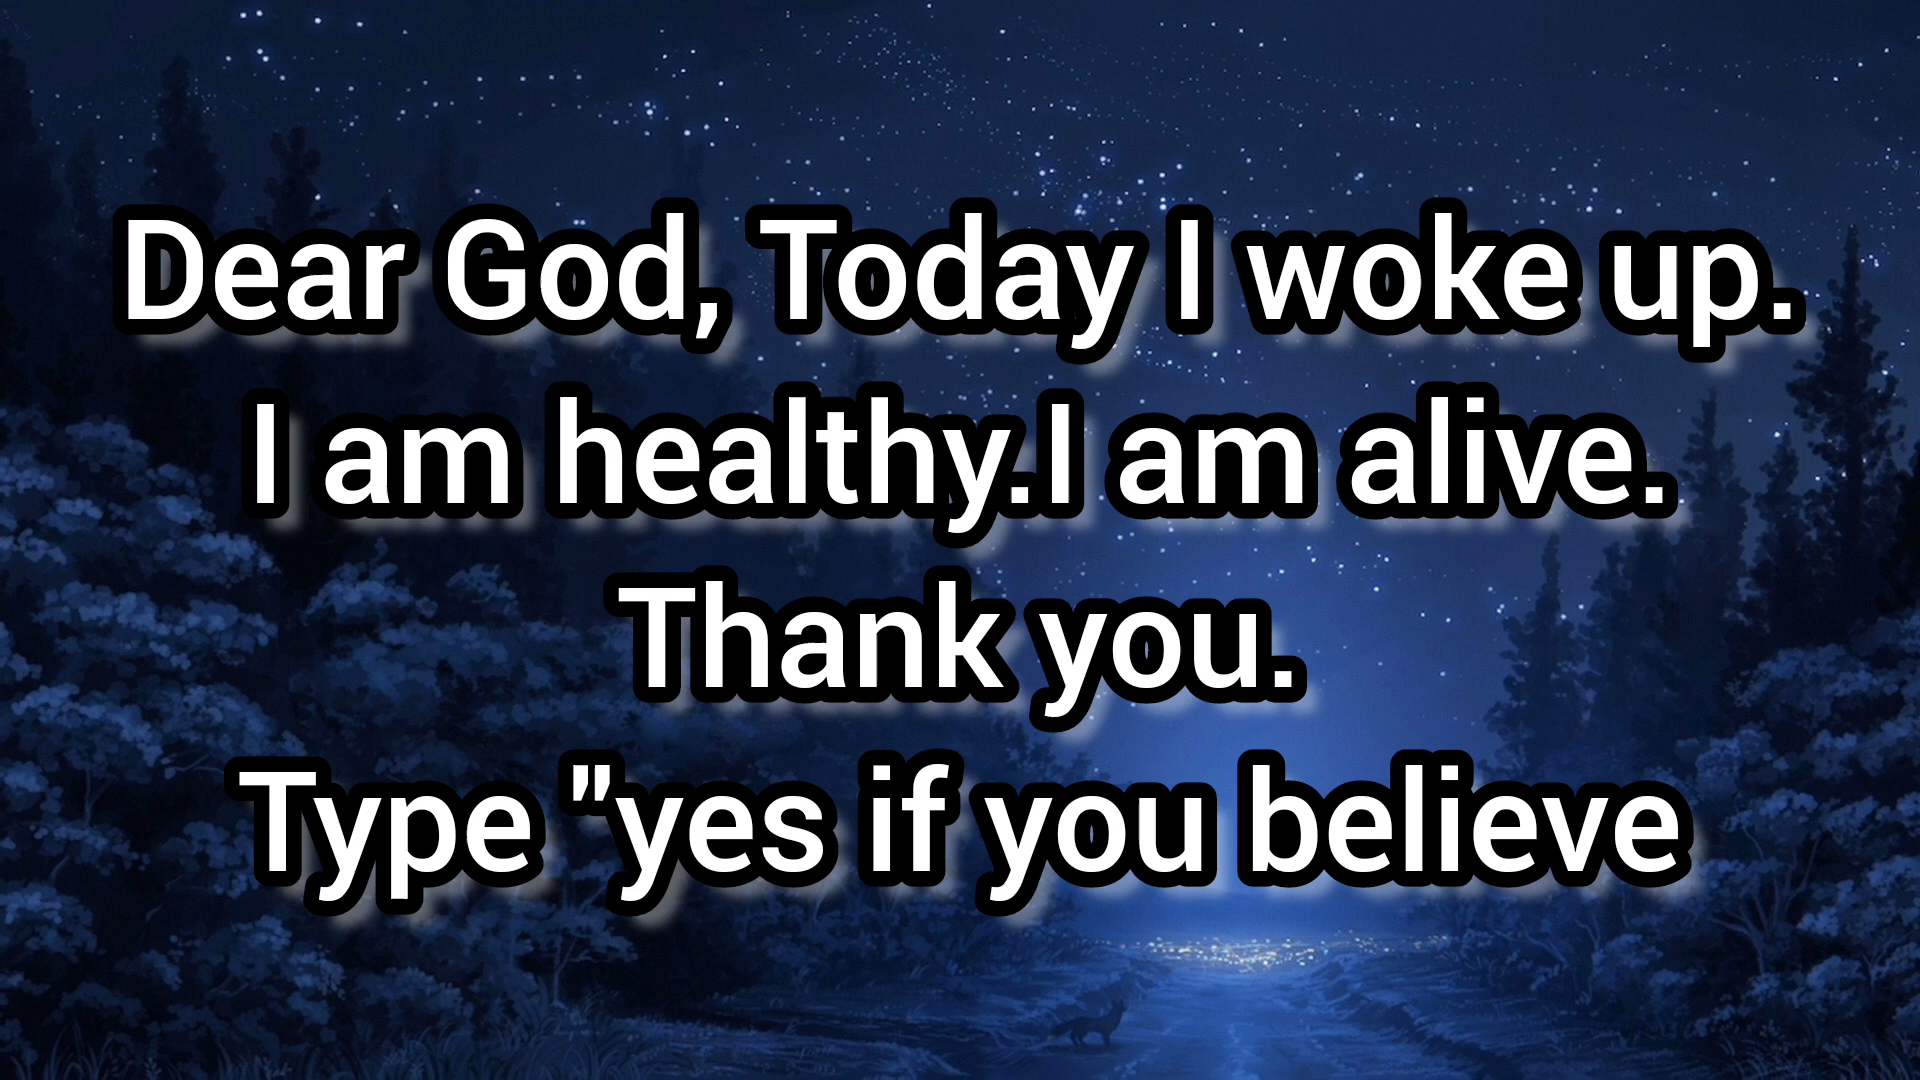 Dear God, Today I woke up.
I am healthy.I am alive.
Thank you.
Type "yes if you believe